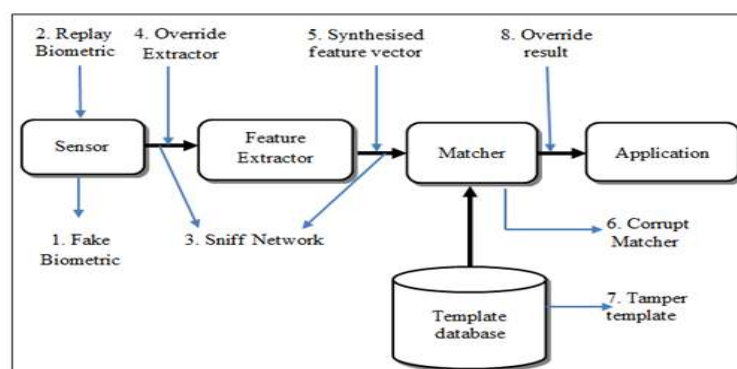 2. Replay
Biometric
4. Override
Extractor
5. Synthesised
feature vector
8. Override
result
Sensor
Feature
Extractor
Matcher
Application
1. Fake
Biometric
3. Sniff Network
6. Corrupt
Matcher
Template
database
7. Tamper
template